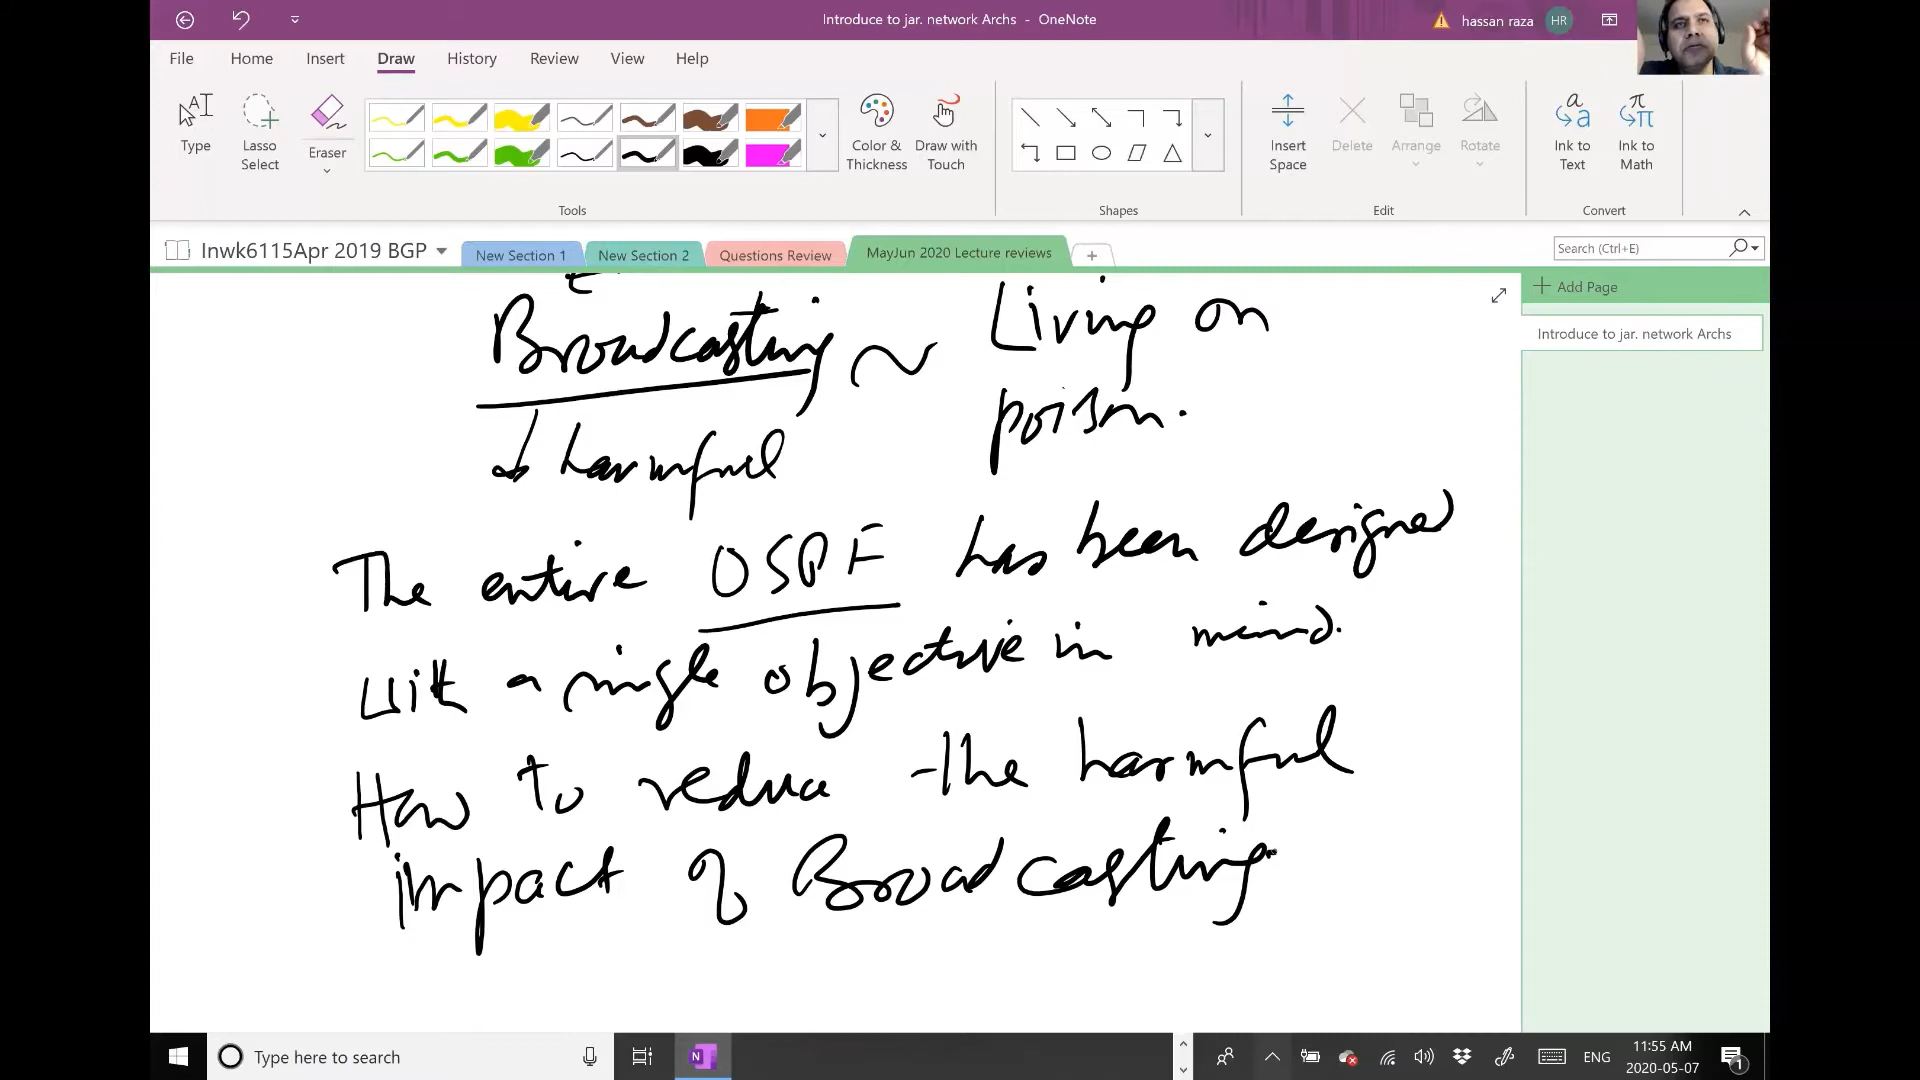 Introduce to jar. network Archs - OneNote
hassan raza HR
File Home Insert Draw History Review View Help
Type
Lasso Select
Eraser
Color & Thickness
Draw with Touch
Insert Space
Delete
Arrange
Rotate
Ink to Text
Ink to Math
Tools Shapes Edit Convert
Inwk6115Apr 2019 BGP
New Section 1
New Section 2
Questions Review
MayJun 2020 Lecture reviews
Search (Ctrl+E)
Add Page
Introduce to jar. network Archs
Broadcasting ~ Living on
poison.
harmful
The entire OSPF has been designed
with a single objective in mind.
How to reduce the harmful
impact of Broadcasting
Type here to search
ENG
11:55 AM
2020-05-07
1